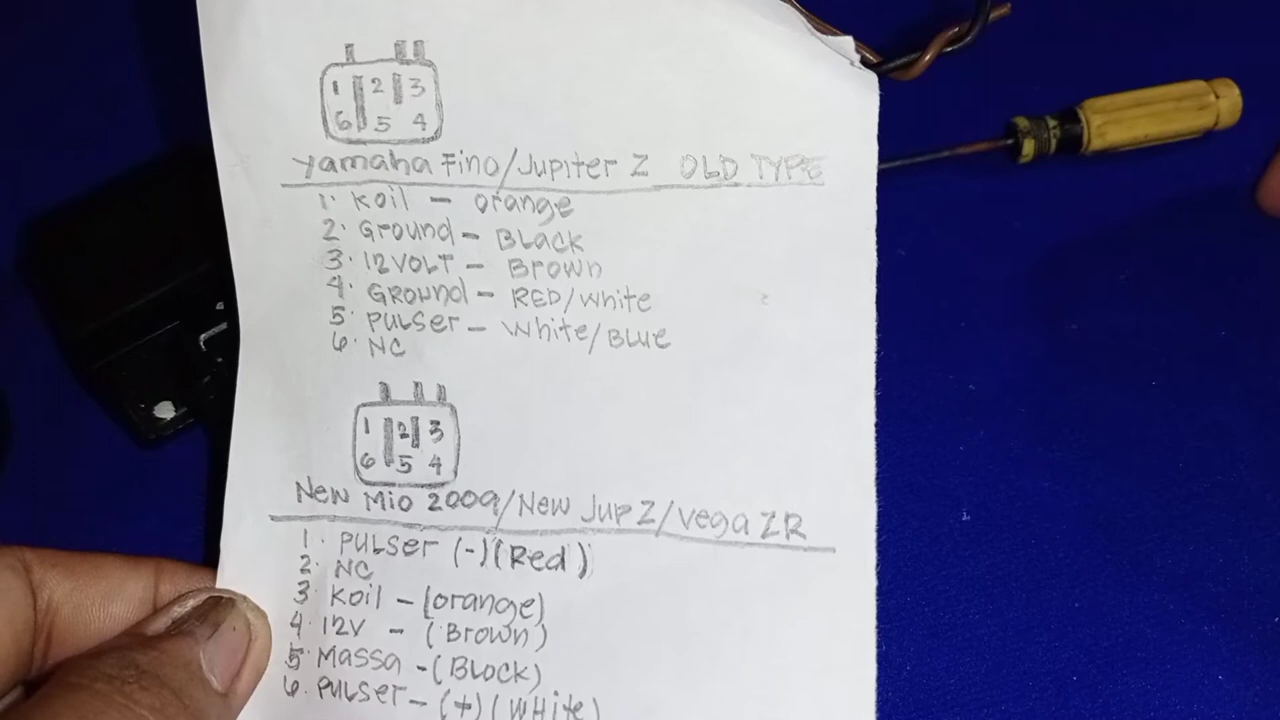 1 2 3
6 5 4
Yamaha Fino/Jupiter Z OLD TYPE
1. Koil - orange
2. Ground - BLACK
3. 12VOLT - Brown
4. GROUND - RED/white
5. PULSER - White/BLUE
6. NC
1 2 3
6 5 4
New Mio 2009/New Jup Z/Vega ZR
1. PULSER (-)(Red)
2. NC
3. Koil - (orange)
4. 12V - (Brown)
5. Massa - (BLOCK)
6. PULSER - (+) (WHite)